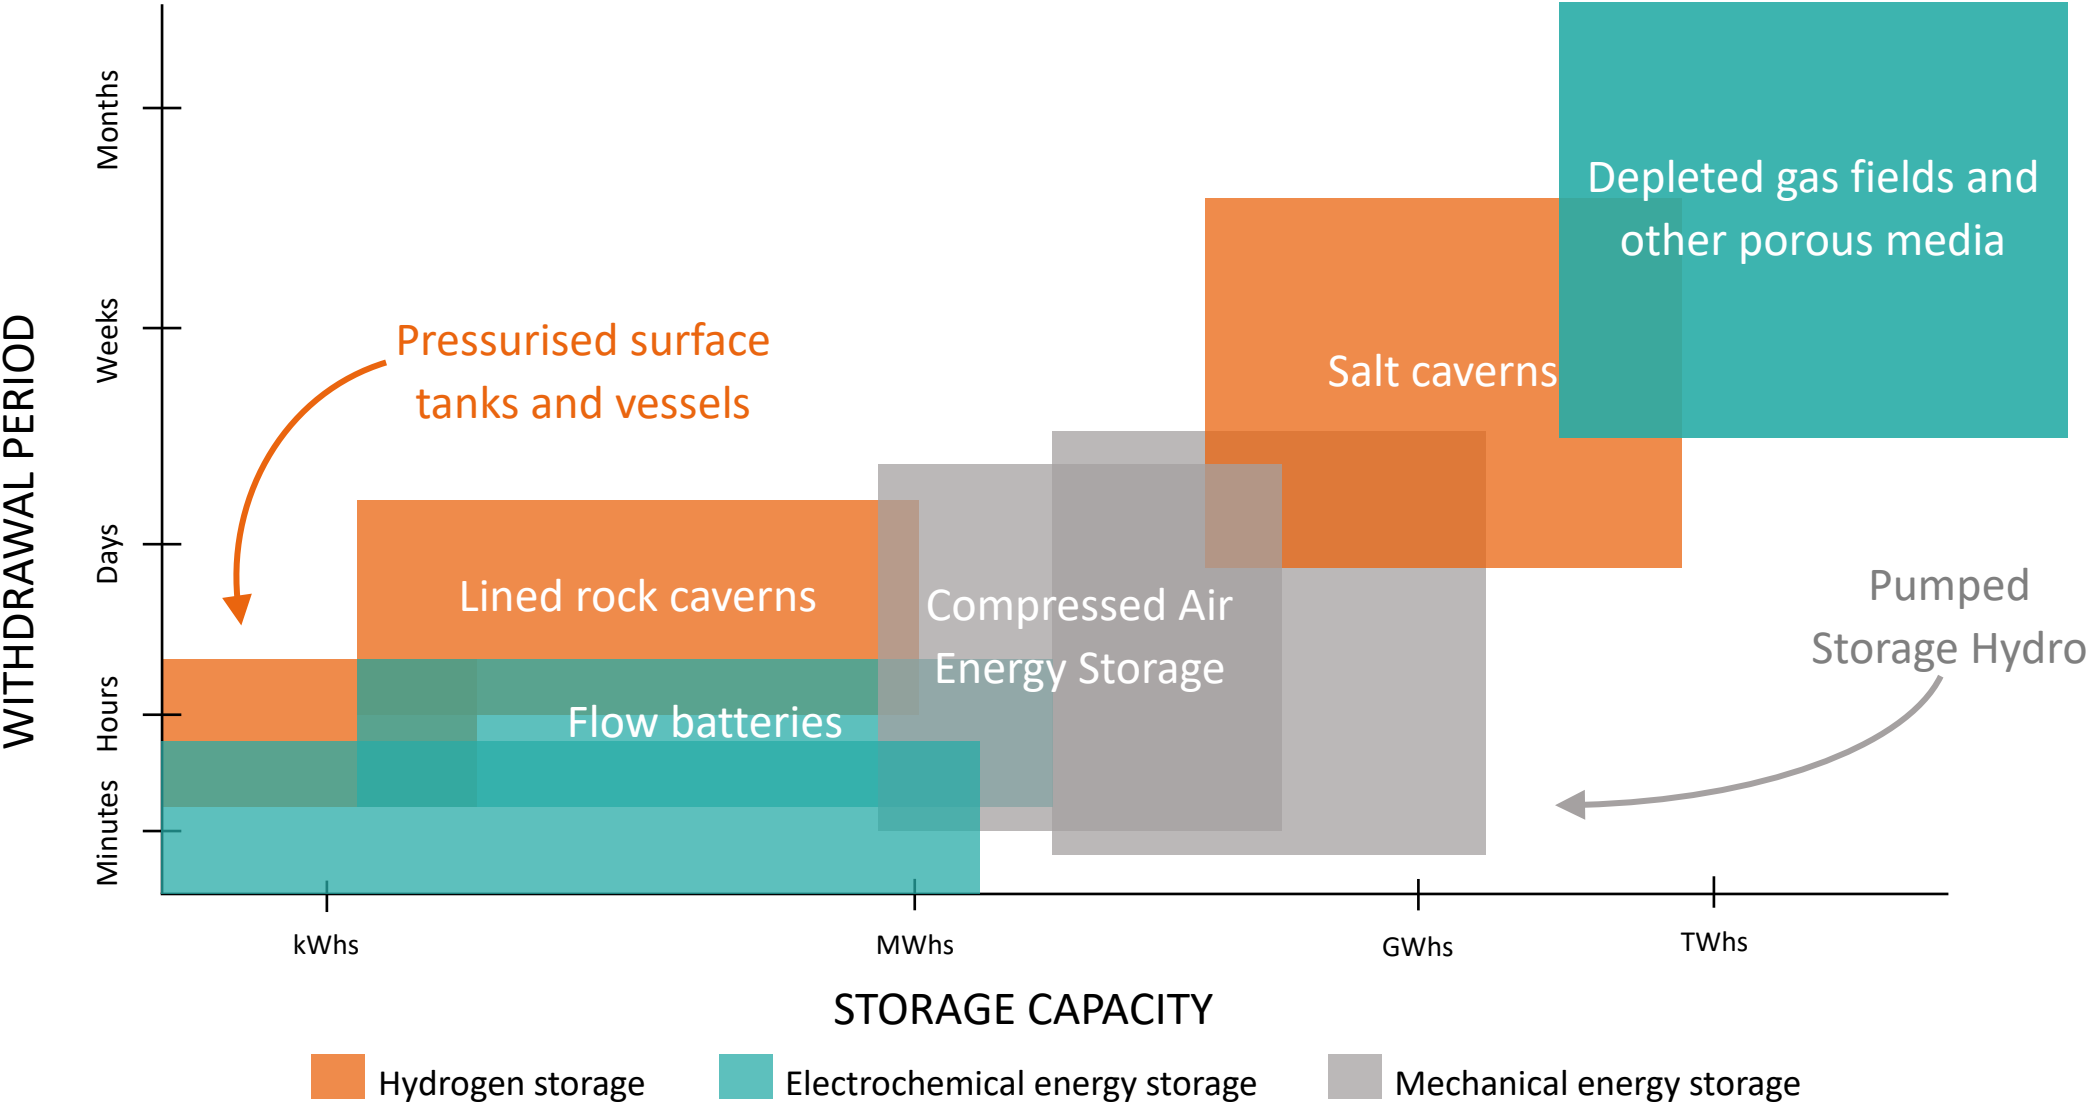 WITHDRAWAL PERIOD
Months
Weeks
Days
Hours
Minutes
Depleted gas fields and
other porous media
Pressurised surface
tanks and vessels
Salt caverns
Lined rock caverns
Compressed Air
Energy Storage
Pumped
Storage Hydro
Flow batteries
kWhs
MWhs
GWhs
TWhs
STORAGE CAPACITY
Hydrogen storage
Electrochemical energy storage
Mechanical energy storage